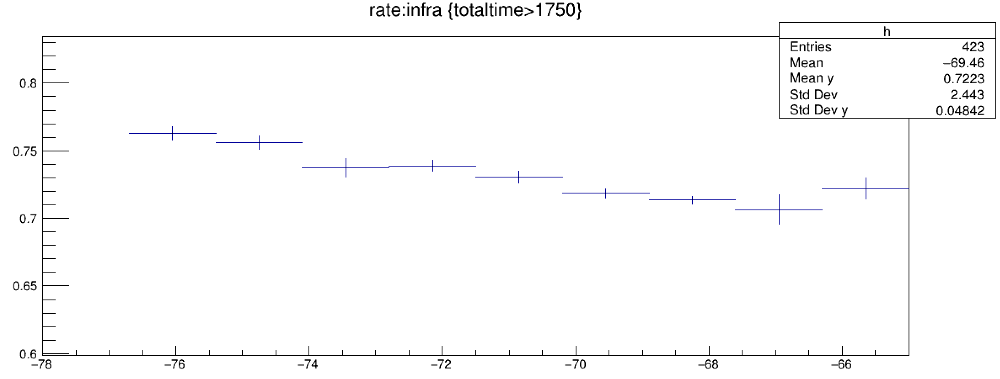 rate:infra {totaltime>1750}
h
Entries 423
Mean −69.46
Mean y 0.7223
Std Dev 2.443
Std Dev y 0.04842
0.8
0.75
0.7
0.65
0.6
−78 −76 −74 −72 −70 −68 −66